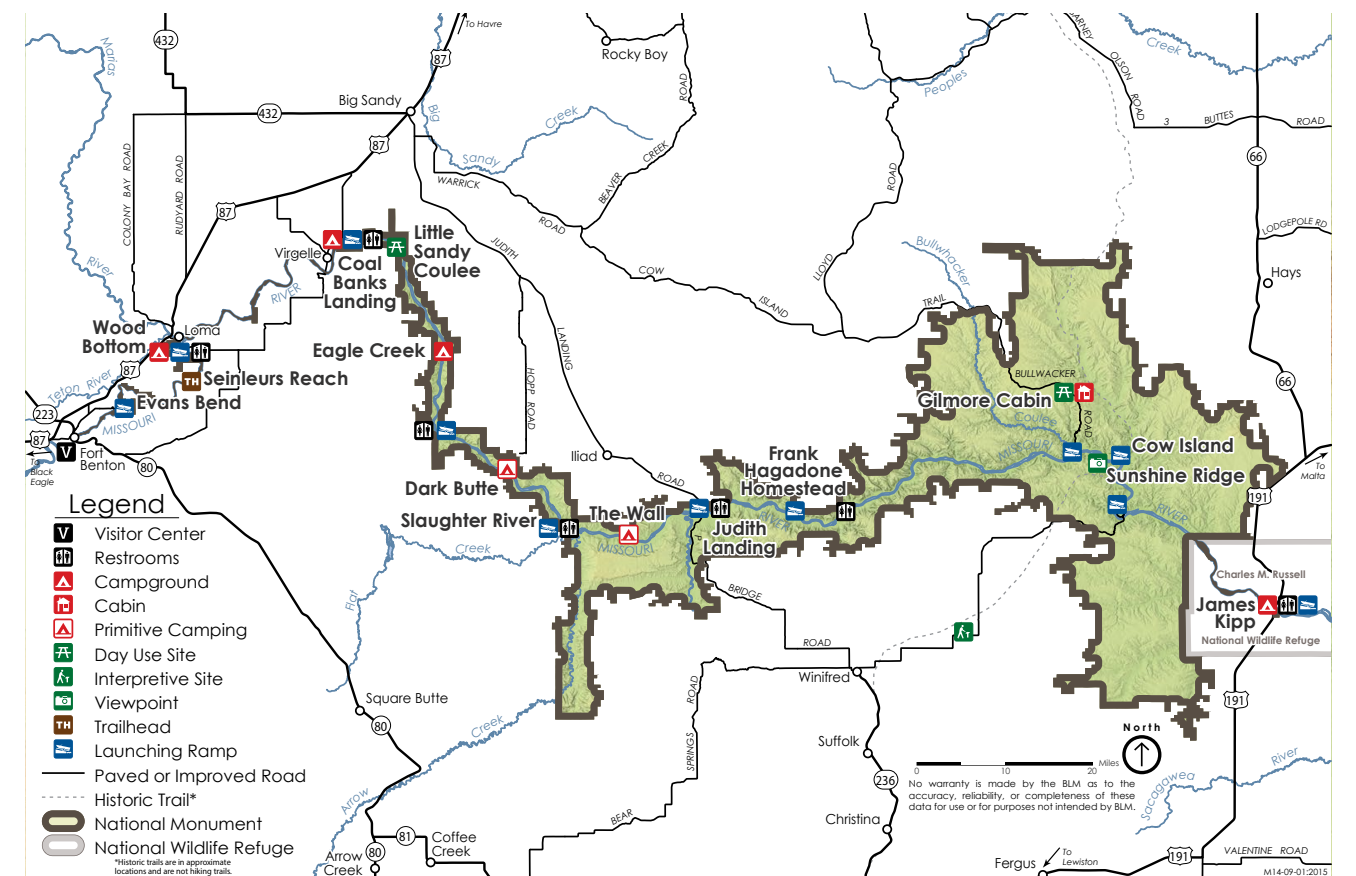 432
To Havre
Marias
87
Rocky Boy
ROAD
OLSON
ROAD
Creek
Peoples
Big Sandy
Big
Creek
432
3 BUTTES ROAD
87
Sandy
66
COLONY BAY ROAD
RUDYARD ROAD
CREEK
BEAVER
WARRICK
ROAD
ROAD
87
LODGEPOLE RD
Little
Sandy
Coulee
JUDITH
Bullwhacker
River
Virgelle
Coal
Banks
Landing
COW
ISLAND
LLOYD
Hays
RIVER
TRAIL
Wood
Bottom
Loma
LANDING
Eagle Creek
87
Seinleurs Reach
HOPP ROAD
BULLWACKER
66
Teton River
Evans Bend
Gilmore Cabin
ROAD
223
MISSOURI
Coulee
87
V
Fort
Benton
To
Black
Eagle
80
Iliad
ROAD
Frank
Hagadone
Homestead
MISSOURI
Cow Island
Sunshine Ridge
To
Malta
191
Dark Butte
Slaughter River
The Wall
RIVER
Judith
Landing
RIVER
MISSOURI
Creek
Flat
BRIDGE
ROAD
Charles M. Russell
James
Kipp
National Wildlife Refuge
Legend
V Visitor Center
Restrooms
Campground
Cabin
Primitive Camping
Day Use Site
Interpretive Site
Viewpoint
TH Trailhead
Launching Ramp
Paved or Improved Road
Historic Trail*
National Monument
National Wildlife Refuge
*Historic trails are in approximate
locations and are not hiking trails.
Winifred
191
Square Butte
80
Creek
ROAD
SPRINGS
BEAR
Suffolk
236
Christina
North
0 10 20 Miles
No warranty is made by the BLM as to the
accuracy, reliability, or completeness of these
data for use or for purposes not intended by BLM.
River
Sacagawea
Arrow
81
Coffee
Creek
Arrow
Creek
80
Fergus
To
Lewiston
191
VALENTINE ROAD
M14-09-01:2015